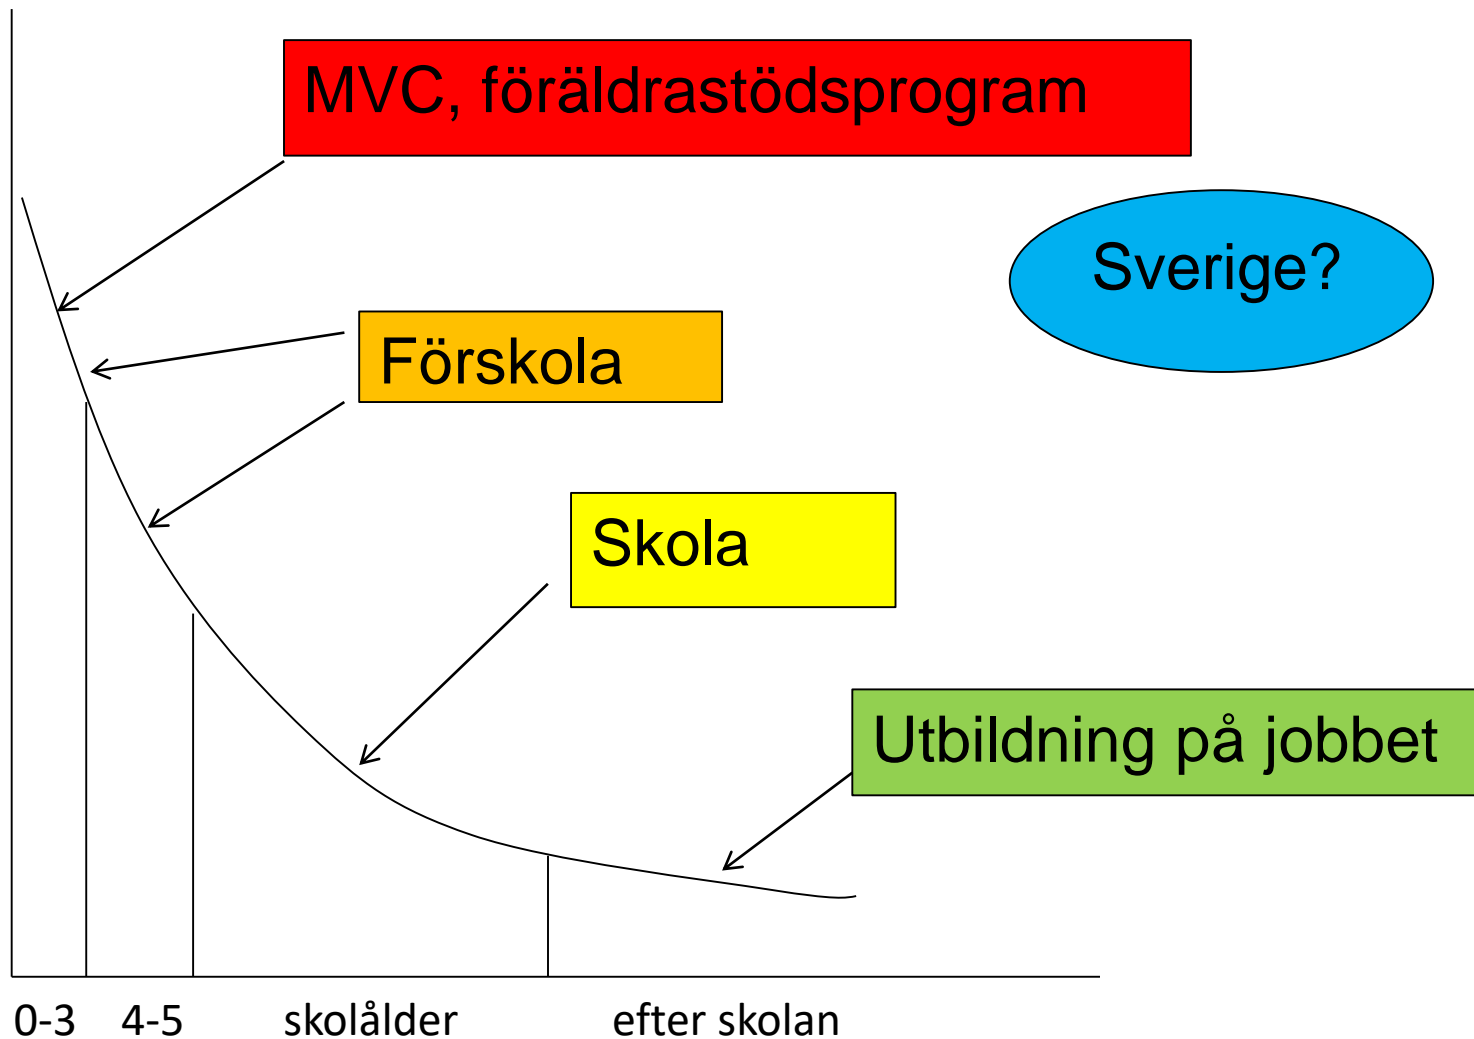 MVC, föräldrastödsprogram
Sverige?
Förskola
Skola
Utbildning på jobbet
0-3 4-5 skolålder efter skolan